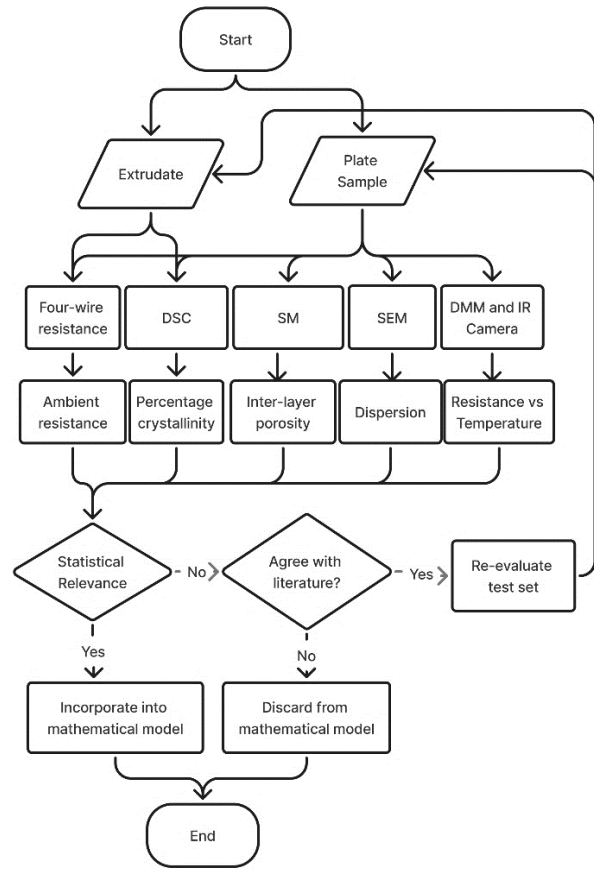 Start
Extrudate
Plate
Sample
Four-wire
resistance
DSC
SM
SEM
DMM and IR
Camera
Ambient
resistance
Percentage
crystallinity
Inter-layer
porosity
Dispersion
Resistance vs
Temperature
Statistical
Relevance
No
Agree with
literature?
Yes
Re-evaluate
test set
Yes
No
Incorporate into
mathematical model
Discard from
mathematical model
End